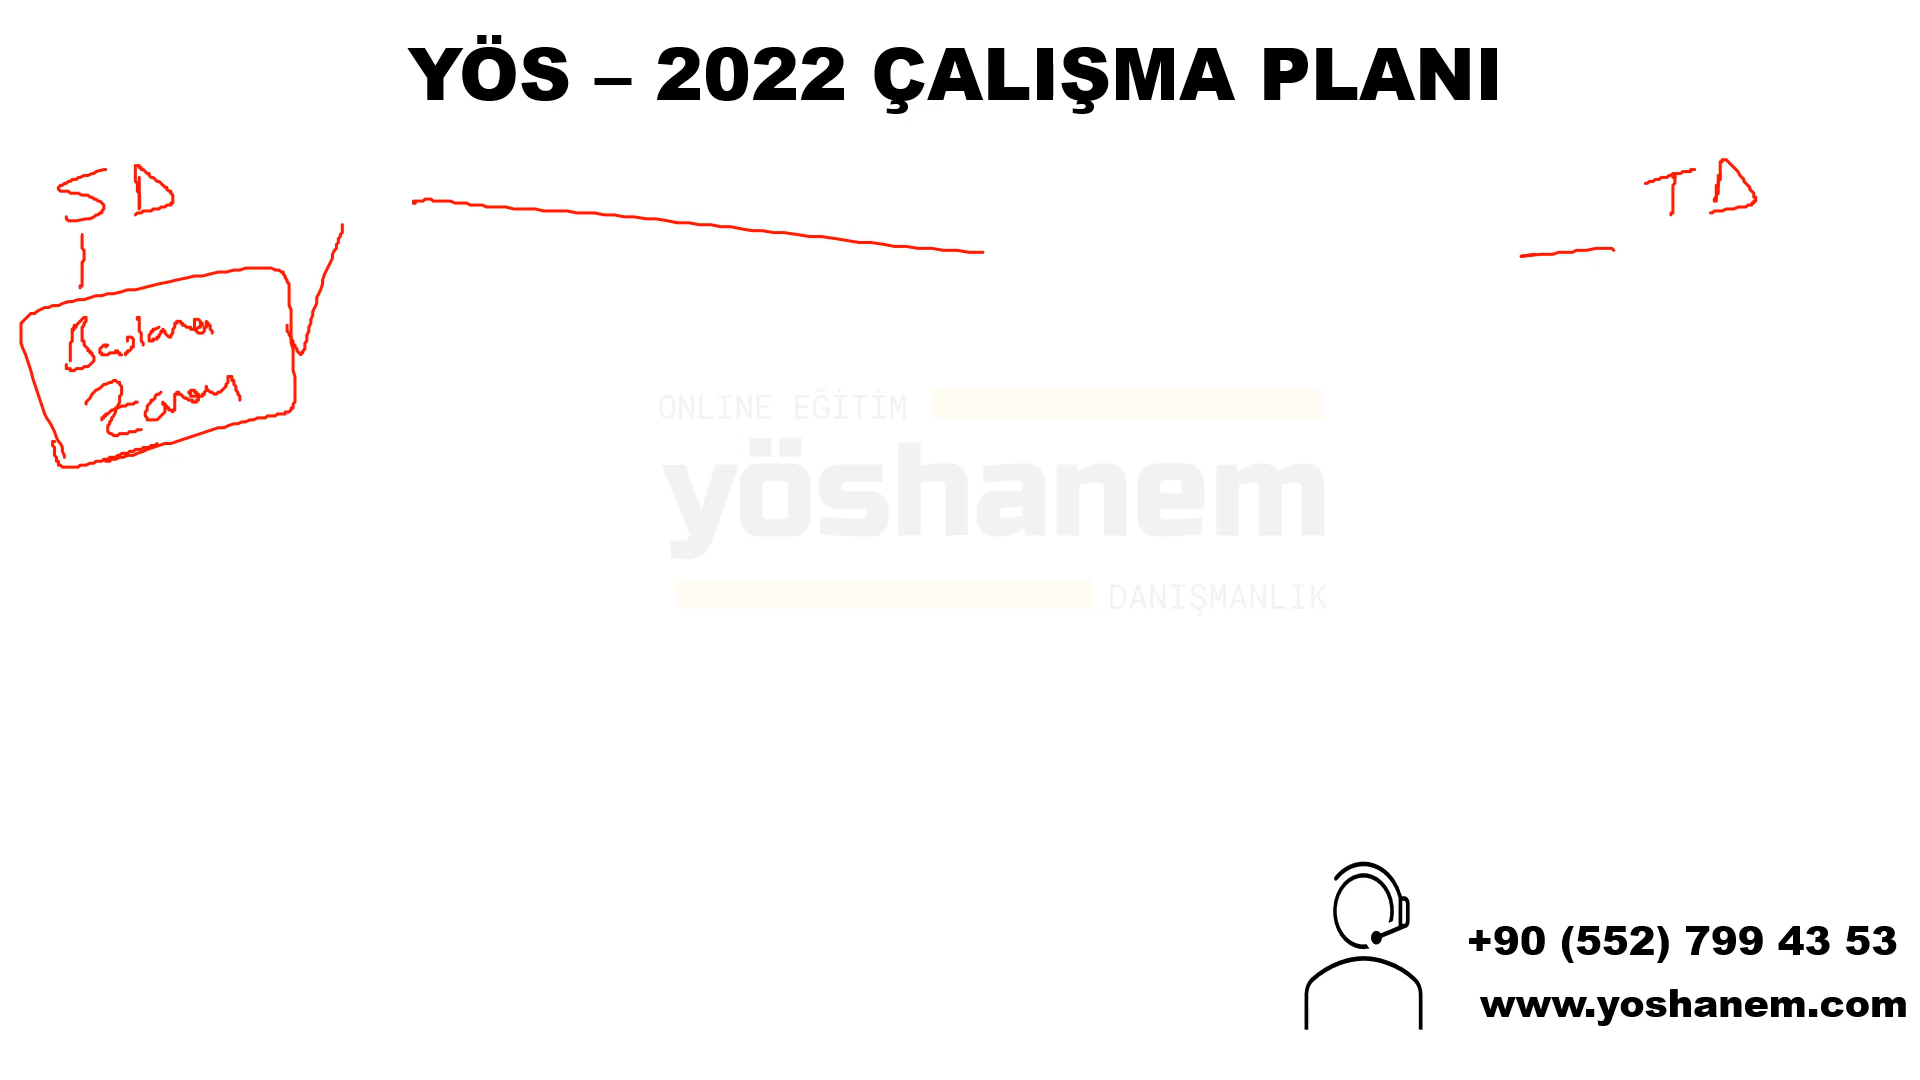 YÖS – 2022 ÇALIŞMA PLANI
SD
TD
Başlama
Zamanı
ONLINE EĞİTİM
yöshanem
DANIŞMANLIK
+90 (552) 799 43 53
www.yoshanem.com